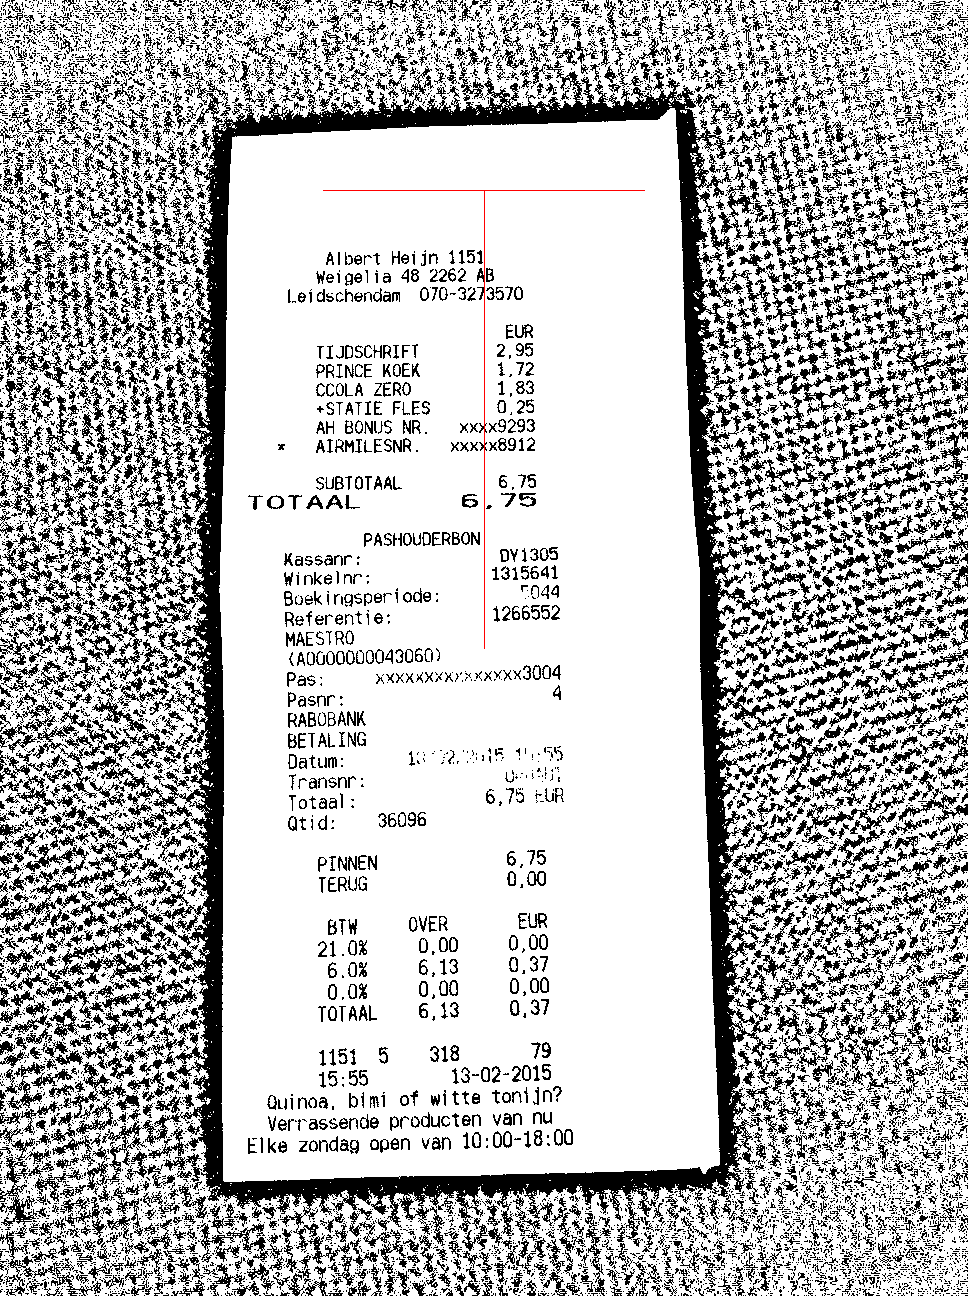 Albert Heijn 1151
Weigelia 48 2262 AB
Leidschendam 070-3273570
EUR
TIJDSCHRIFT 2,95
PRINCE KOEK 1,72
CCOLA ZERO 1,83
+STATIE FLES 0,25
AH BONUS NR. xxxx9293
* AIRMILESNR. xxxxx8912
SUBTOTAAL 6,75
TOTAAL 6,75
PASHOUDERBON
Kassanr: DV1305
Winkelnr: 1315641
Boekingsperiode:
Referentie: 1266552
MAESTRO
(A0000000043060)
Pas: xxxxxxxxxxxxxxx3004
Pasnr: 4
RABOBANK
BETALING
Datum:
Transnr:
Totaal: 6,75 EUR
Qtid: 36096
PINNEN 6,75
TERUG 0,00
BTW OVER EUR
21.0% 0,00 0,00
6.0% 6,13 0,37
0.0% 0,00 0,00
TOTAAL 6,13 0,37
1151 5 318 79
15:55 13-02-2015
Quinoa, bimi of witte tonijn?
Verrassende producten van nu
Elke zondag open van 10:00-18:00